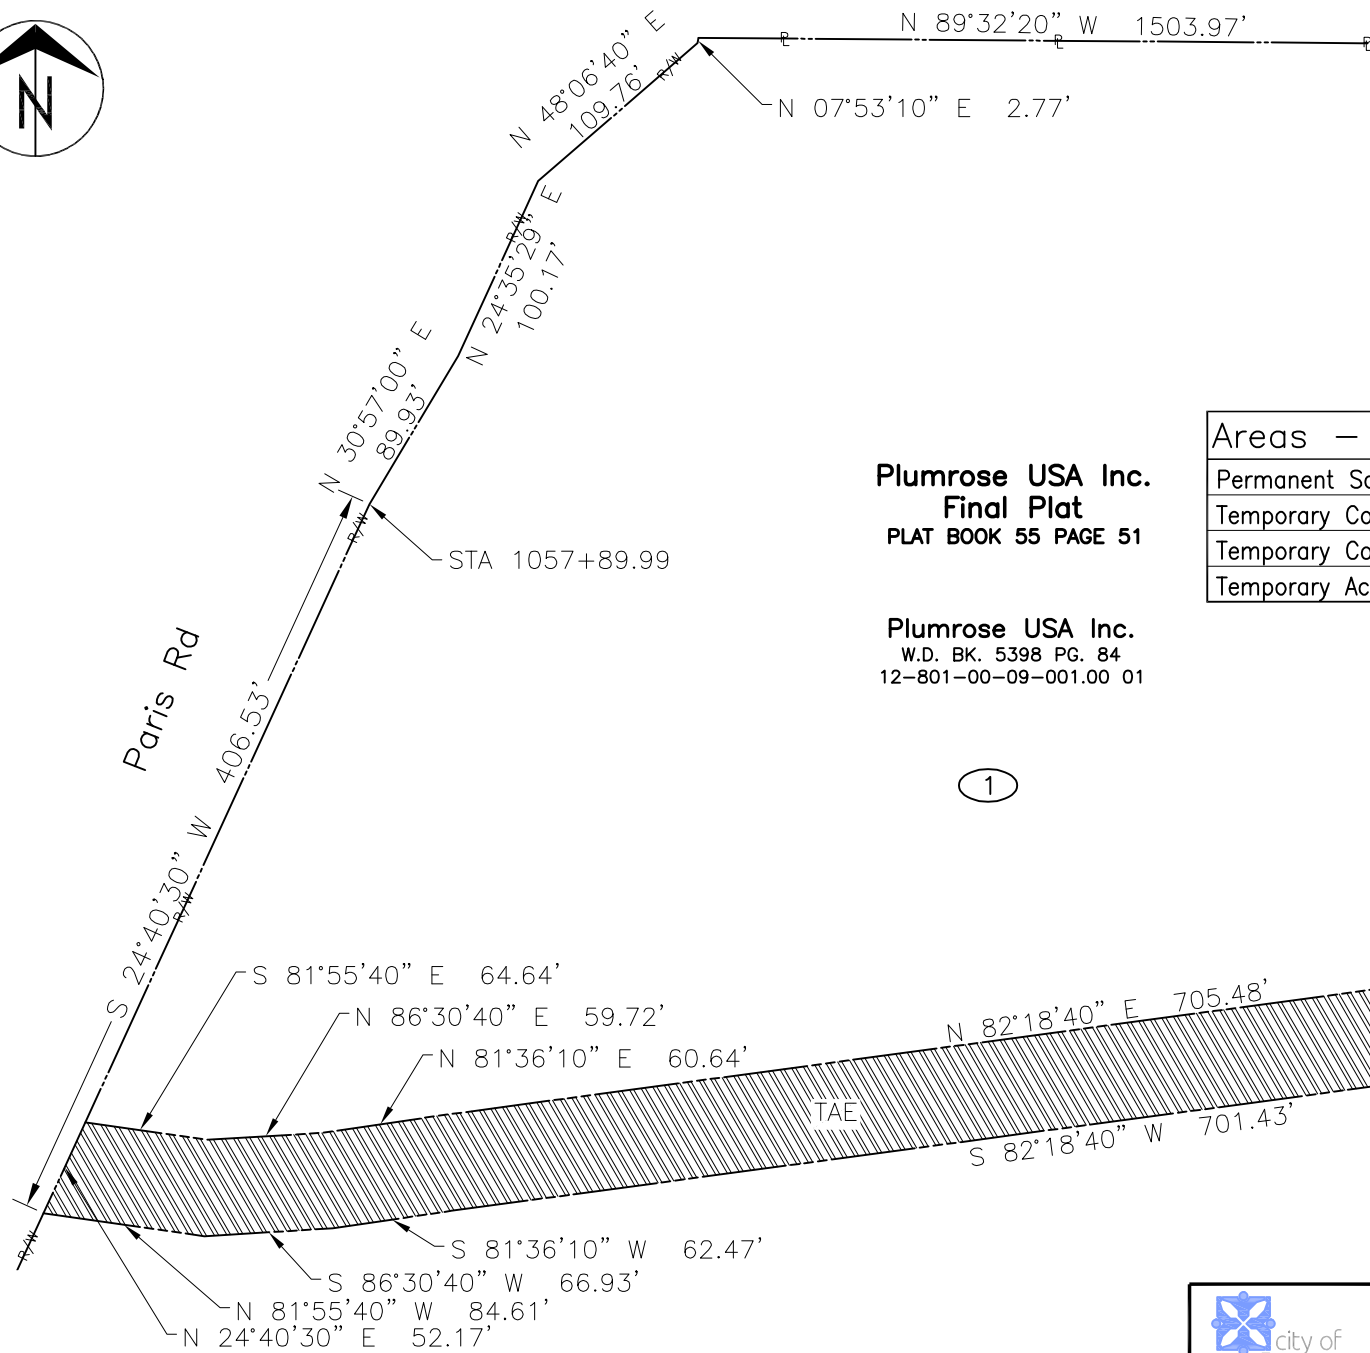 N 89°32'20" W 1503.97'
N
N 48°06'40" E
109.76'
R/W
N 07°53'10" E 2.77'
R/W
N 24°35'29" E
100.17'
N 30°57'00" E
89.93'
R/W
STA 1057+89.99
Plumrose USA Inc.
Final Plat
PLAT BOOK 55 PAGE 51
Areas –
Permanent
Temporary
Temporary
Temporary
Plumrose USA Inc.
W.D. BK. 5398 PG. 84
12-801-00-09-001.00 01
1
Paris Rd
S 24°40'30" W 406.53'
R/W
S 81°55'40" E 64.64'
N 86°30'40" E 59.72'
N 81°36'10" E 60.64'
N 82°18'40" E 705.48'
TAE
S 82°18'40" W 701.43'
R/W
S 81°36'10" W 62.47'
S 86°30'40" W 66.93'
N 81°55'40" W 84.61'
N 24°40'30" E 52.17'
city of